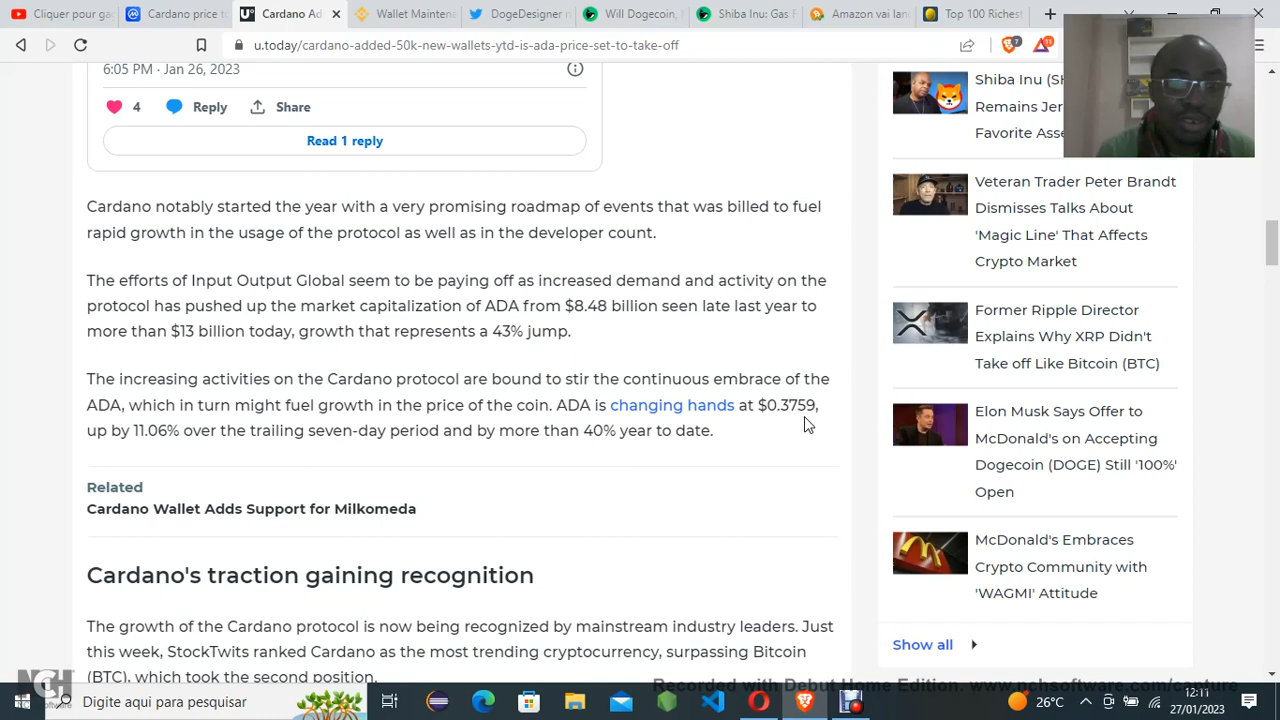 Cliquer pour gag
Cardano price to
Cardano Ad
Wallet Maintena
DogeDesigner
Will Dogecoin,
Shiba Inu: Gas F
Amazon vai lan
Top 100 Richest
u.today/cardano-added-50k-new-wallets-ytd-is-ada-price-set-to-take-off
6:05 PM · Jan 26, 2023
4 Reply Share
Read 1 reply
Cardano notably started the year with a very promising roadmap of events that was billed to fuel
rapid growth in the usage of the protocol as well as in the developer count.
The efforts of Input Output Global seem to be paying off as increased demand and activity on the
protocol has pushed up the market capitalization of ADA from $8.48 billion seen late last year to
more than $13 billion today, growth that represents a 43% jump.
The increasing activities on the Cardano protocol are bound to stir the continuous embrace of the
ADA, which in turn might fuel growth in the price of the coin. ADA is changing hands at $0.3759,
up by 11.06% over the trailing seven-day period and by more than 40% year to date.
Related
Cardano Wallet Adds Support for Milkomeda
Cardano's traction gaining recognition
The growth of the Cardano protocol is now being recognized by mainstream industry leaders. Just
this week, StockTwits ranked Cardano as the most trending cryptocurrency, surpassing Bitcoin
(BTC), which took the second position.
Shiba Inu (SH
Remains Jer
Favorite Asse
Veteran Trader Peter Brandt
Dismisses Talks About
'Magic Line' That Affects
Crypto Market
Former Ripple Director
Explains Why XRP Didn't
Take off Like Bitcoin (BTC)
Elon Musk Says Offer to
McDonald's on Accepting
Dogecoin (DOGE) Still '100%'
Open
McDonald's Embraces
Crypto Community with
'WAGMI' Attitude
Show all
Recorded with Debut Home Edition. www.nchsoftware.com/capture
NCH
Software
Digite aqui para pesquisar
26°C
12:11
27/01/2023